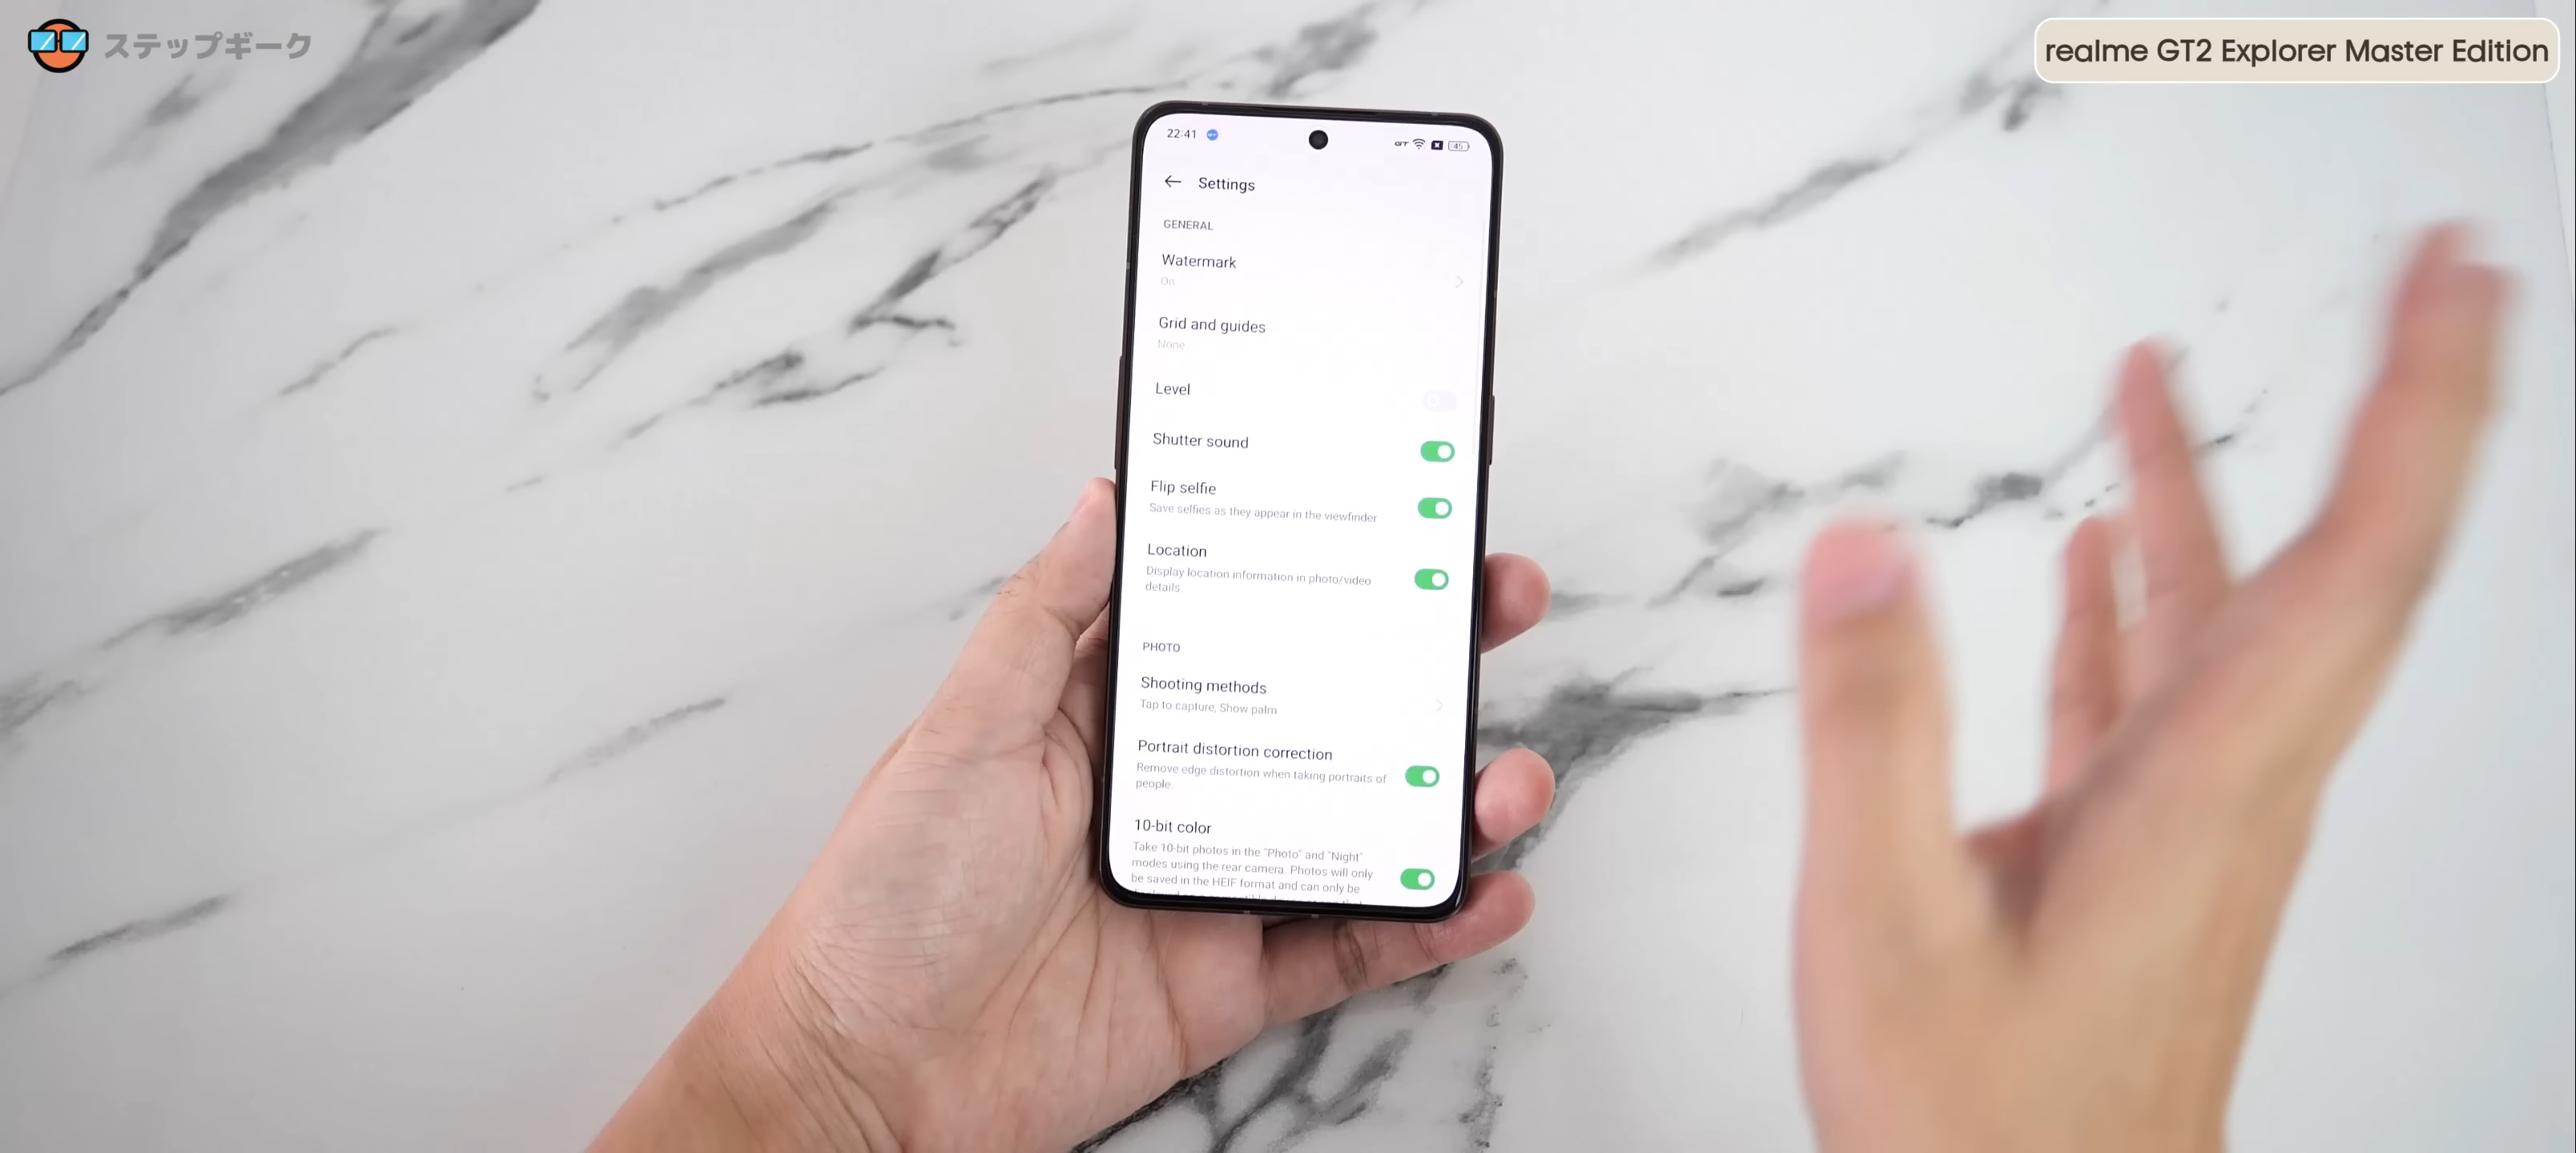 ステップギーク
realme GT2 Explorer Master Edition
22:41
GT
45
Settings
GENERAL
Watermark
On
Grid and guides
None
Level
Shutter sound
Flip selfie
Save selfies as they appear in the viewfinder
Location
Display location information in photo/video
details.
PHOTO
Shooting methods
Tap to capture, Show palm
Portrait distortion correction
Remove edge distortion when taking portraits of
people.
10-bit color
Take 10-bit photos in the "Photo" and "Night"
modes using the rear camera. Photos will only
be saved in the HEIF format and can only be